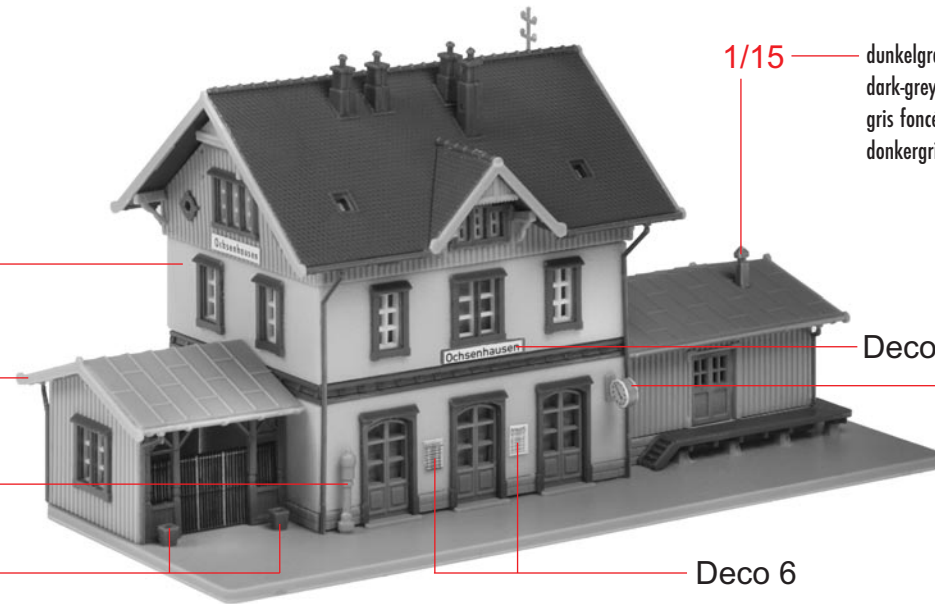 1/15
dunkelgr
dark-grey
gris fonce
donkergri
Ochsenhausen
Ochsenhausen
Deco
Deco 6